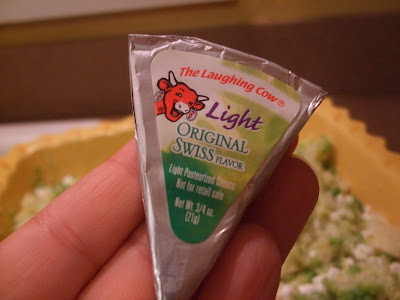 The Laughing Cow®
Light
ORIGINAL
SWISS FLAVOR
Light Pasteurized Cheese
Not for retail sale
Net Wt. 3/4 oz.
(21g)